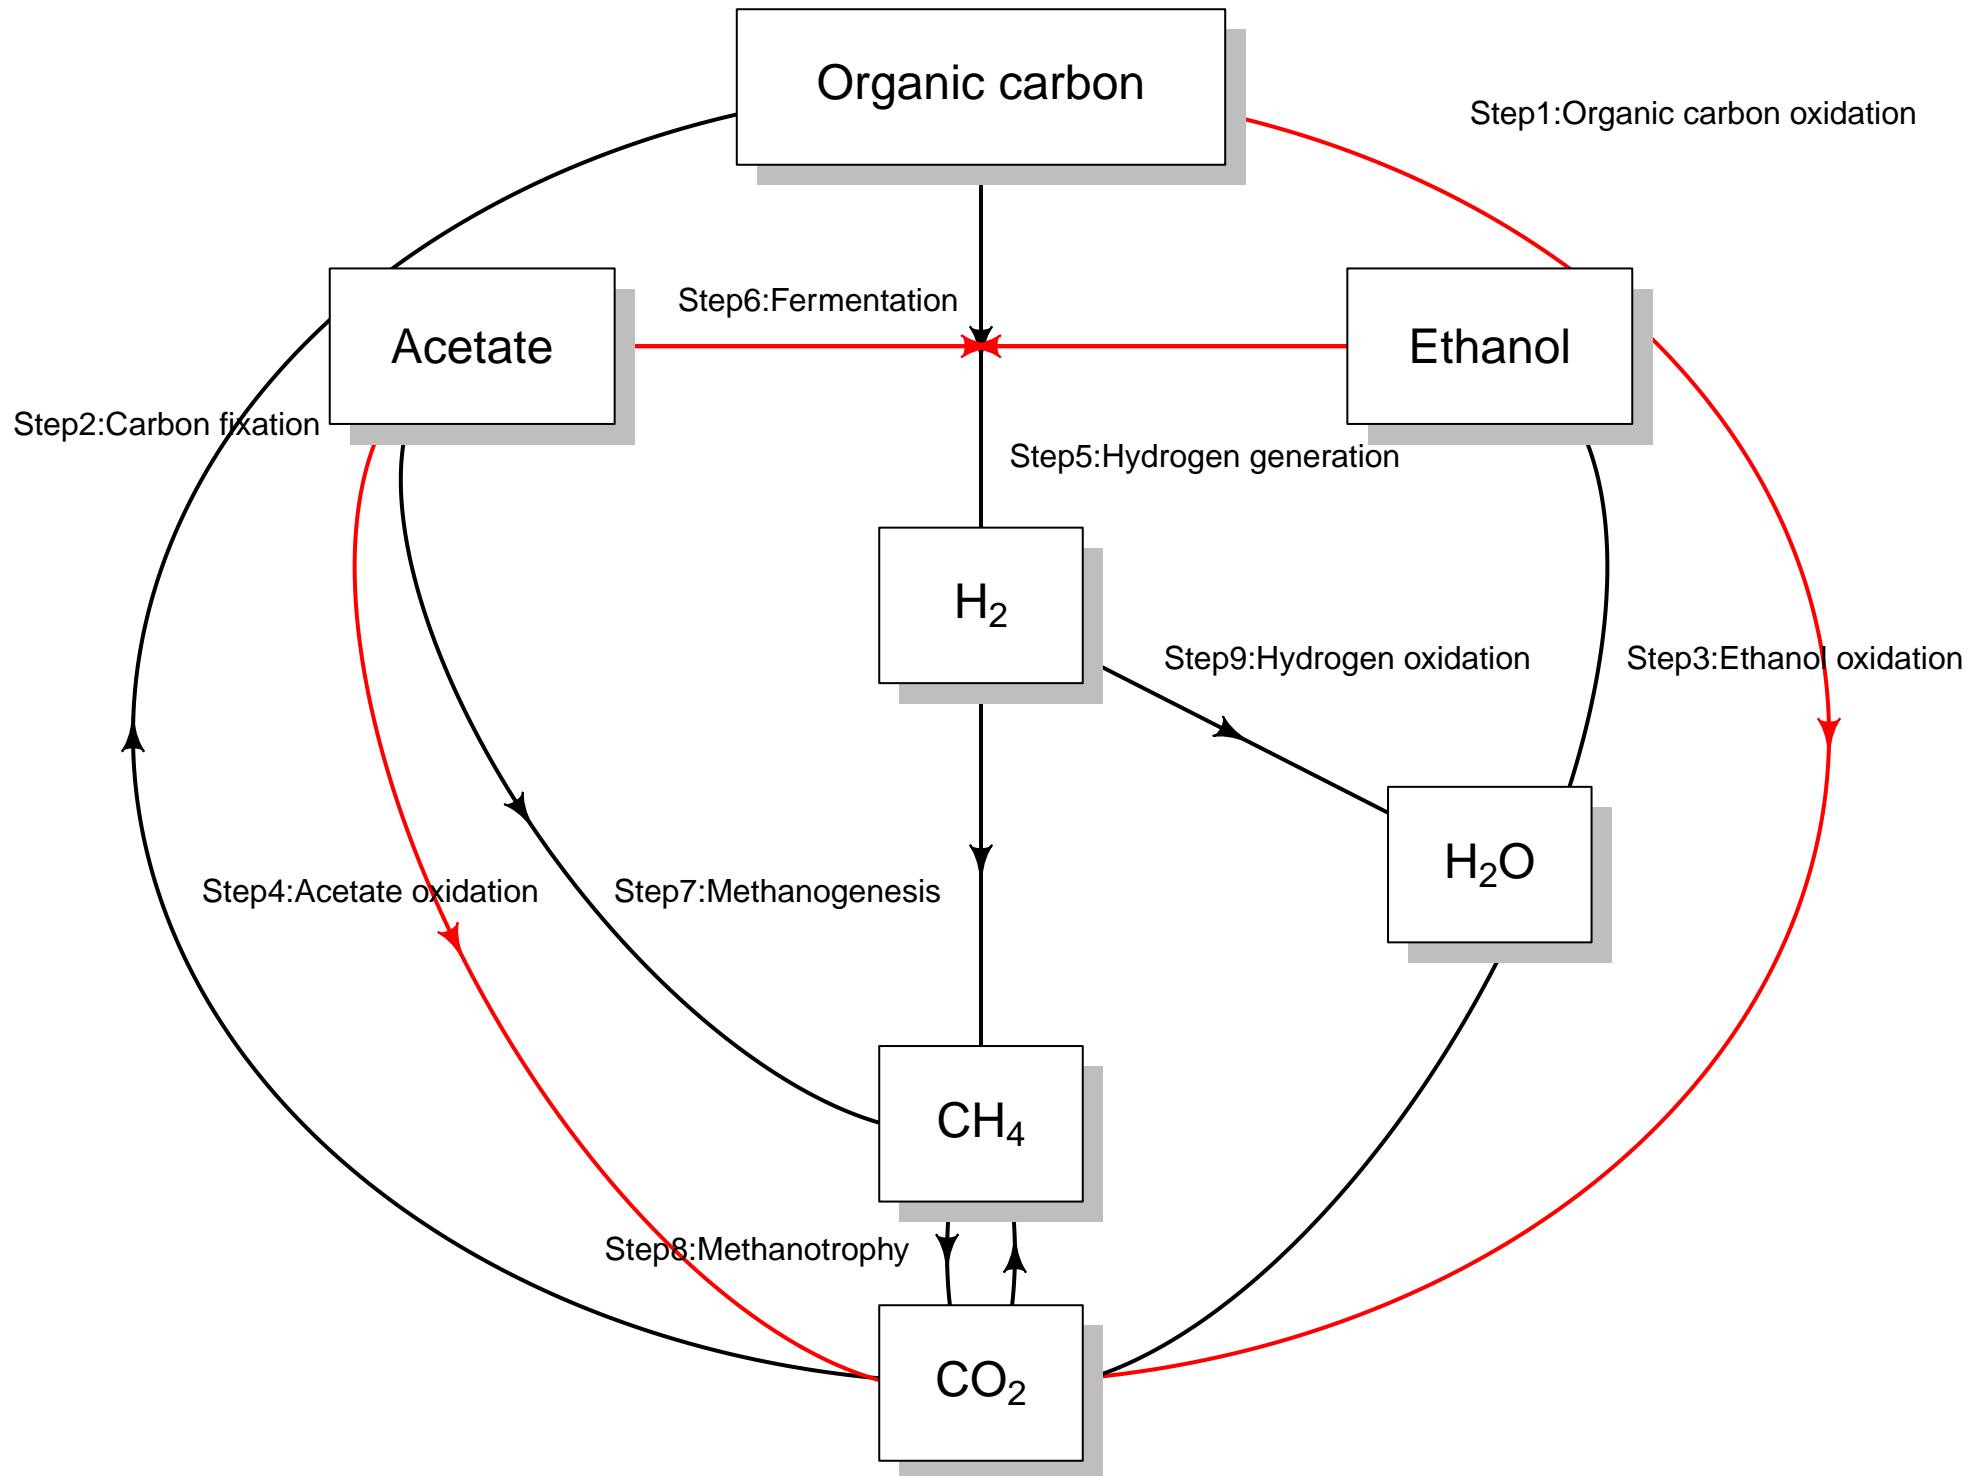 Organic carbon
Step1:Organic carbon oxidation
Step6:Fermentation
Acetate
Ethanol
Step2:Carbon fixation
Step5:Hydrogen generation
H₂
Step9:Hydrogen oxidation
Step3:Ethanol oxidation
H₂O
Step4:Acetate oxidation
Step7:Methanogenesis
CH₄
Step8:Methanotrophy
CO₂